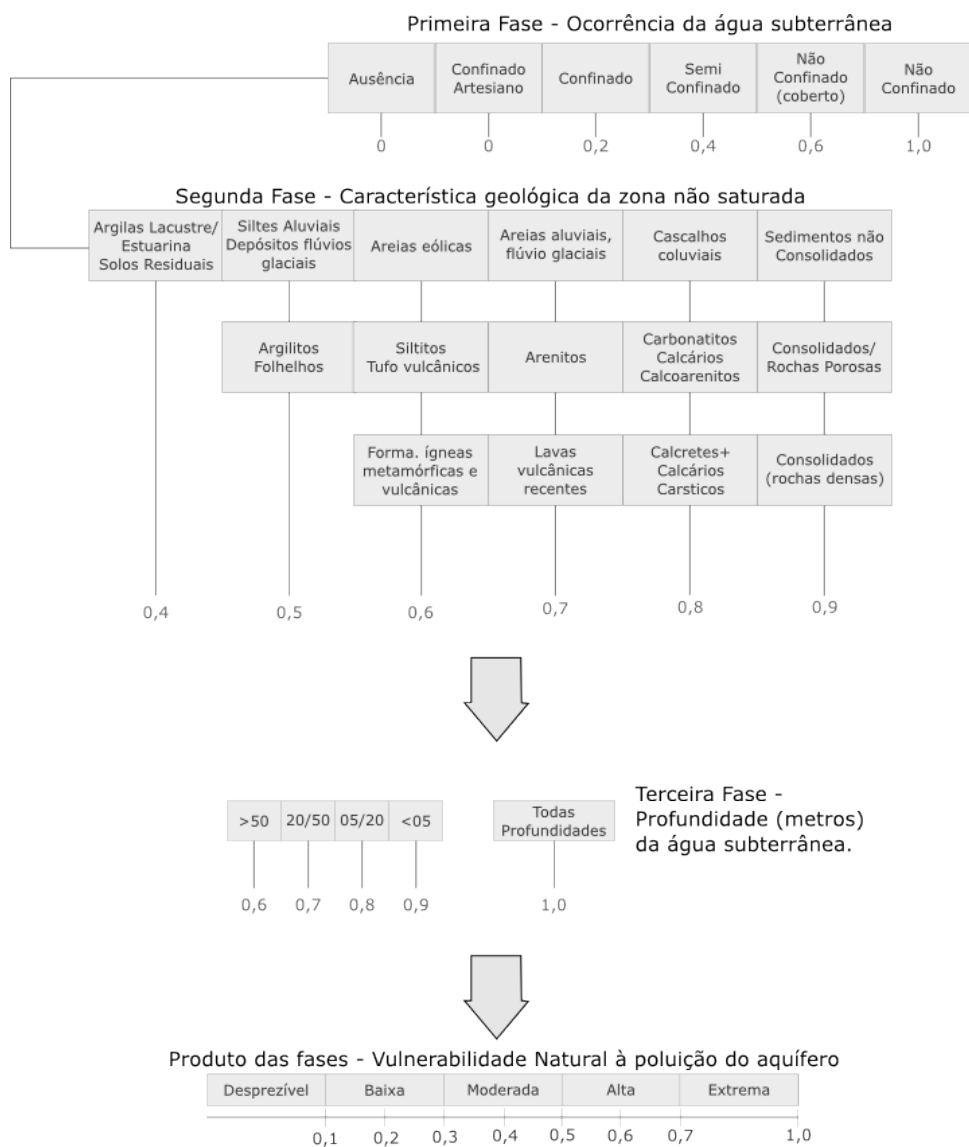 Primeira Fase - Ocorrência da água subterrânea
Ausência
Confinado
Artesiano
Confinado
Semi
Confinado
Não
Confinado
(coberto)
Não
Confinado
0
0
0,2
0,4
0,6
1,0
Segunda Fase - Característica geológica da zona não saturada
Argilas Lacustre/
Estuarina
Solos Residuais
Siltes Aluviais
Depósitos flúvios
glaciais
Areias eólicas
Areias aluviais,
flúvio glaciais
Cascalhos
coluviais
Sedimentos não
Consolidados
Argilitos
Folhelhos
Siltitos
Tufo vulcânicos
Arenitos
Carbonatitos
Calcários
Calcoarenitos
Consolidados/
Rochas Porosas
Forma. ígneas
metamórficas e
vulcânicas
Lavas
vulcânicas
recentes
Calcretes+
Calcários
Carsticos
Consolidados
(rochas densas)
0,4
0,5
0,6
0,7
0,8
0,9
Terceira Fase -
Profundidade (metros)
da água subterrânea.
>50
20/50
05/20
<05
Todas
Profundidades
0,6
0,7
0,8
0,9
1,0
Produto das fases - Vulnerabilidade Natural à poluição do aquífero
Desprezível
Baixa
Moderada
Alta
Extrema
0,1
0,2
0,3
0,4
0,5
0,6
0,7
1,0